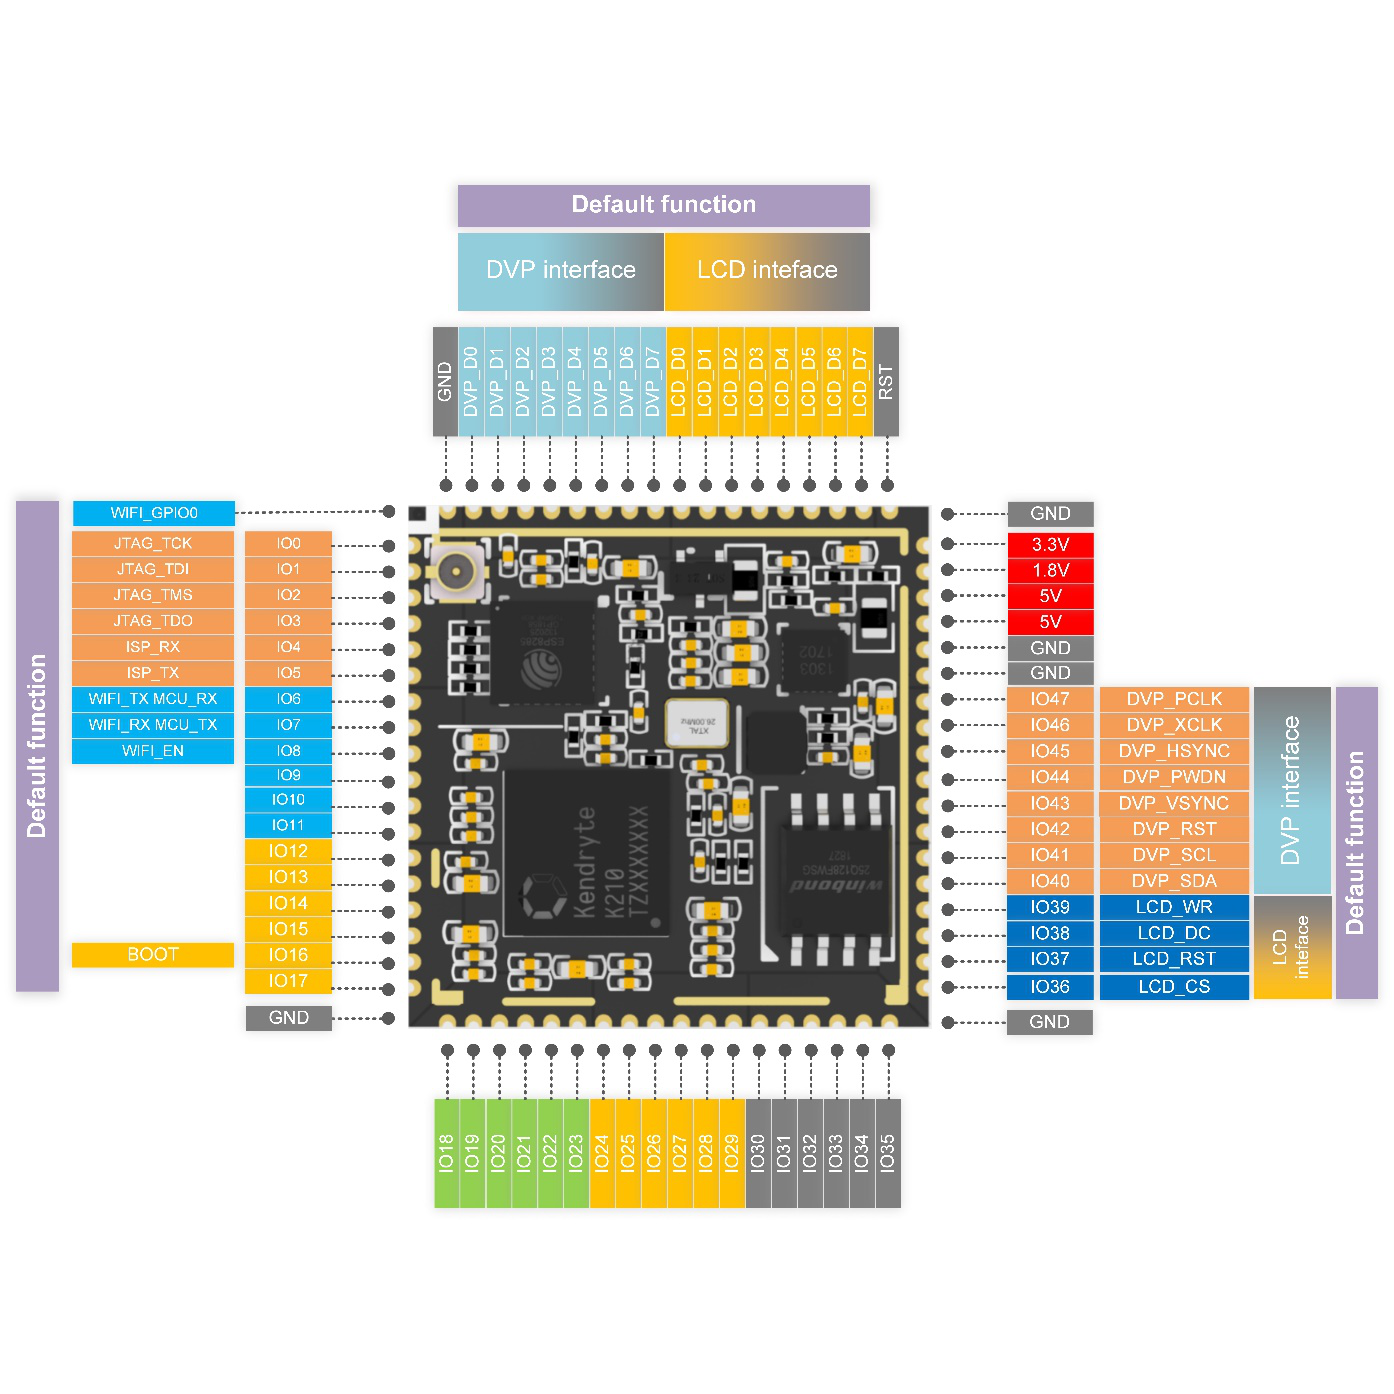 Default function
DVP interface
LCD inteface
GND
DVP_D0
DVP_D1
DVP_D2
DVP_D3
DVP_D4
DVP_D5
DVP_D6
DVP_D7
LCD_D0
LCD_D1
LCD_D2
LCD_D3
LCD_D4
LCD_D5
LCD_D6
LCD_D7
RST
Default function
WIFI_GPIO0
JTAG_TCK IO0
JTAG_TDI IO1
JTAG_TMS IO2
JTAG_TDO IO3
ISP_RX IO4
ISP_TX IO5
WIFI_TX MCU_RX IO6
WIFI_RX MCU_TX IO7
WIFI_EN IO8
IO9
IO10
IO11
IO12
IO13
IO14
IO15
BOOT IO16
IO17
GND
ESP8285
1303
1702
XTAL
26.00Mhz
Kendryte
K210
TZXXXXXXX
winbond
25Q128FWSG
1827
GND
3.3V
1.8V
5V
5V
GND
GND
IO47 DVP_PCLK
IO46 DVP_XCLK
IO45 DVP_HSYNC
IO44 DVP_PWDN
IO43 DVP_VSYNC
IO42 DVP_RST
IO41 DVP_SCL
IO40 DVP_SDA
IO39 LCD_WR
IO38 LCD_DC
IO37 LCD_RST
IO36 LCD_CS
GND
DVP interface
LCD
inteface
Default function
IO18
IO19
IO20
IO21
IO22
IO23
IO24
IO25
IO26
IO27
IO28
IO29
IO30
IO31
IO32
IO33
IO34
IO35